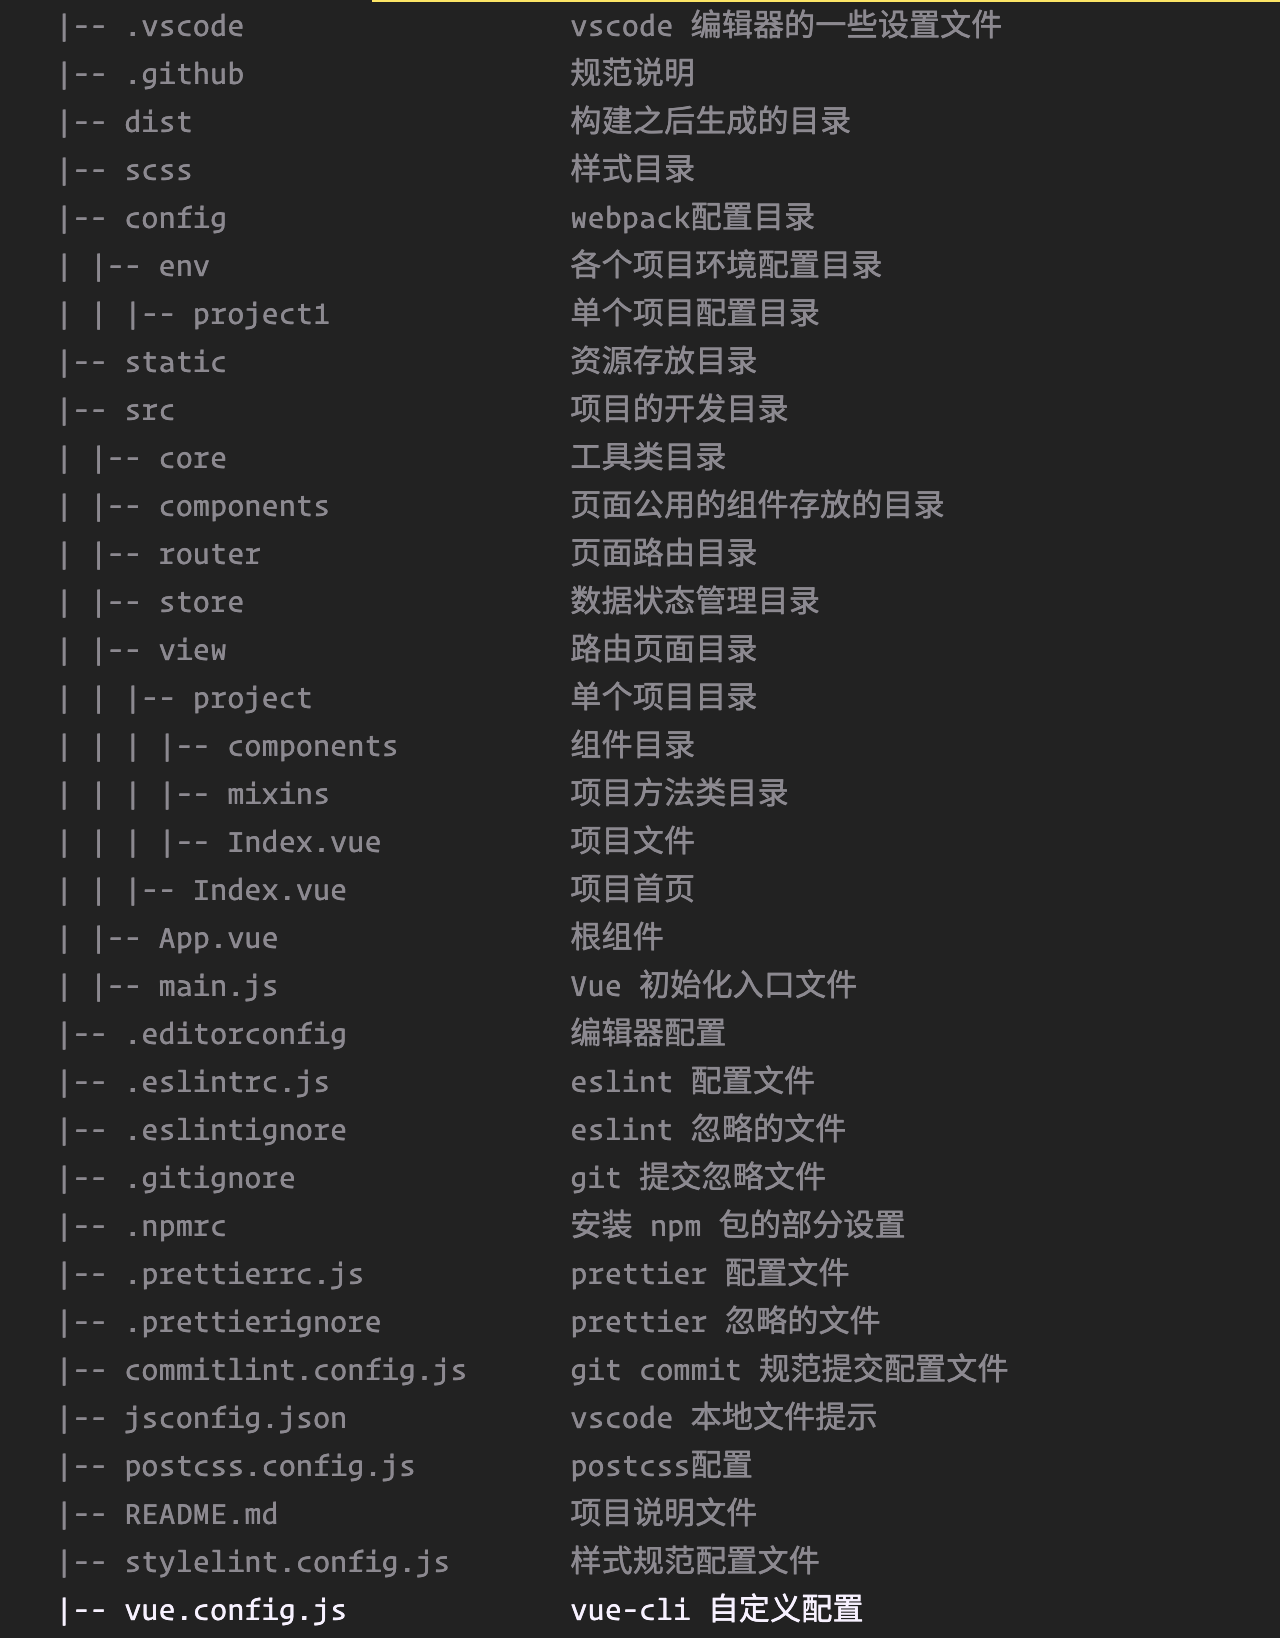 |-- .vscode                vscode 编辑器的一些设置文件
|-- .github                规范说明
|-- dist                   构建之后生成的目录
|-- scss                   样式目录
|-- config                 webpack配置目录
| |-- env                  各个项目环境配置目录
| | |-- project1           单个项目配置目录
|-- static                 资源存放目录
|-- src                    项目的开发目录
| |-- core                 工具类目录
| |-- components           页面公用的组件存放的目录
| |-- router               页面路由目录
| |-- store                数据状态管理目录
| |-- view                 路由页面目录
| | |-- project            单个项目目录
| | | |-- components       组件目录
| | | |-- mixins           项目方法类目录
| | | |-- Index.vue        项目文件
| | |-- Index.vue          项目首页
| |-- App.vue              根组件
| |-- main.js              Vue 初始化入口文件
|-- .editorconfig          编辑器配置
|-- .eslintrc.js           eslint 配置文件
|-- .eslintignore          eslint 忽略的文件
|-- .gitignore             git 提交忽略文件
|-- .npmrc                 安装 npm 包的部分设置
|-- .prettierrc.js         prettier 配置文件
|-- .prettierignore        prettier 忽略的文件
|-- commitlint.config.js   git commit 规范提交配置文件
|-- jsconfig.json          vscode 本地文件提示
|-- postcss.config.js      postcss配置
|-- README.md              项目说明文件
|-- stylelint.config.js    样式规范配置文件
|-- vue.config.js          vue-cli 自定义配置